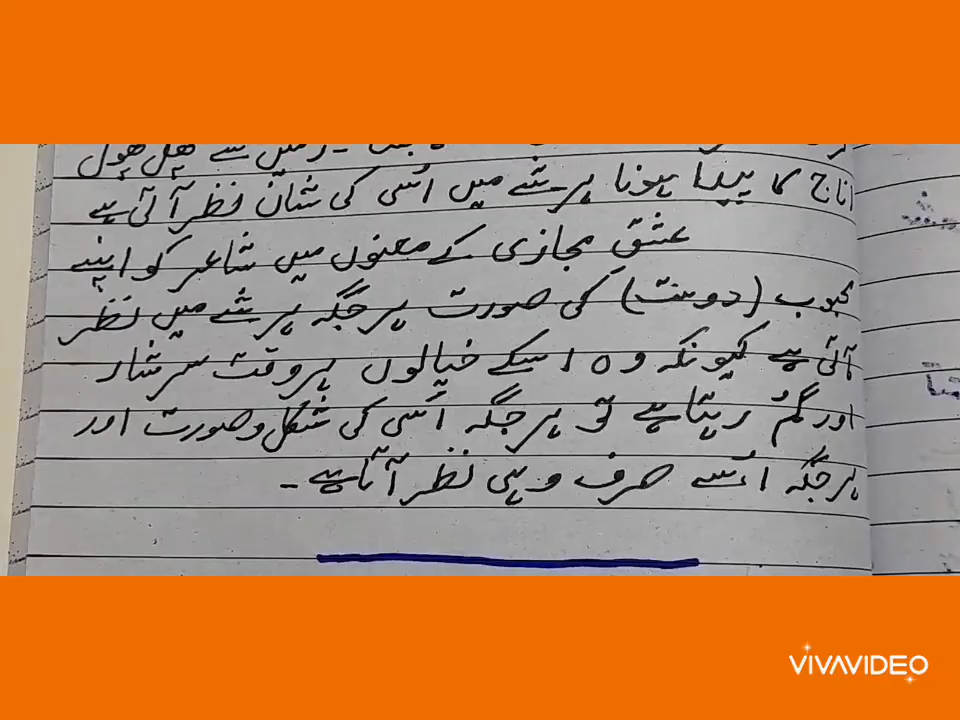 سے پھل پھول
اناج کا پیدا ہونا ہر شے میں اُسی کی شان نظر آتی ہے
عشقِ مجازی کے معنوں میں شاعر کو اپنے
محبوب (دوست) کی صورت ہر جگہ ہر شے میں نظر
آتی ہے کیونکہ وہ اسکے خیالوں ہر وقت سرشار
اور گُم رہتا ہے تو ہر جگہ اُسی کی شکل و صورت اور
ہر جگہ اُسے صرف وہی نظر آتا ہے۔
VIVAVIDEO